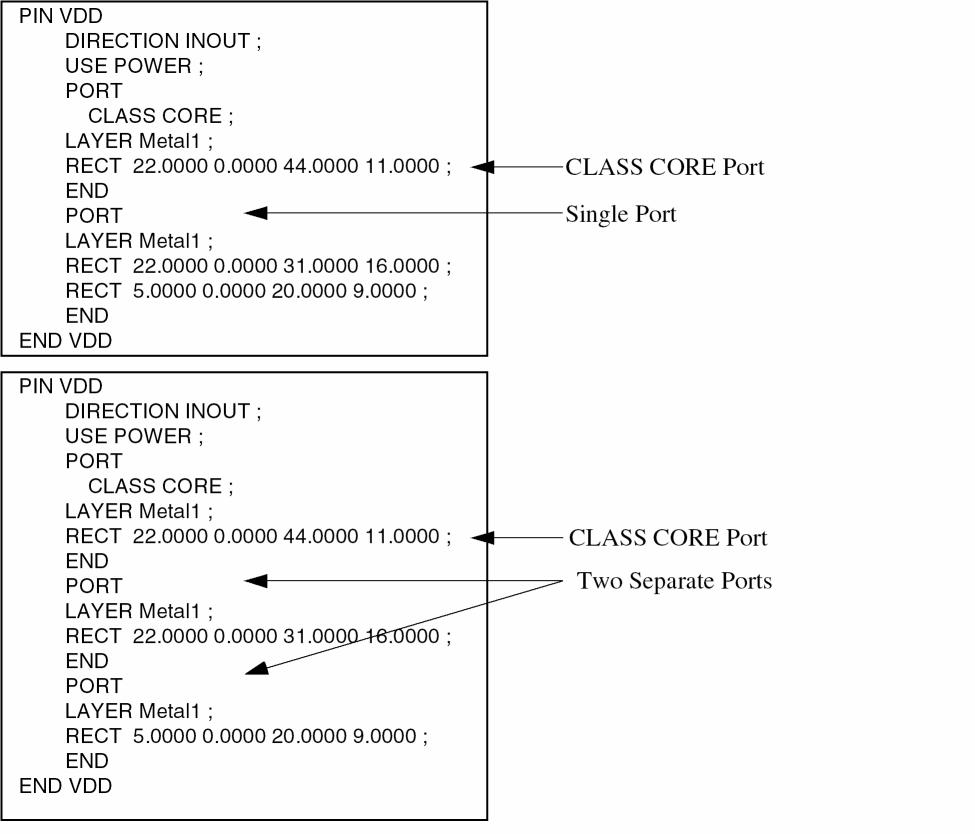 PIN VDD
DIRECTION INOUT ;
USE POWER ;
PORT
CLASS CORE ;
LAYER Metal1 ;
RECT 22.0000 0.0000 44.0000 11.0000 ; CLASS CORE Port
END
PORT Single Port
LAYER Metal1 ;
RECT 22.0000 0.0000 31.0000 16.0000 ;
RECT 5.0000 0.0000 20.0000 9.0000 ;
END
END VDD
PIN VDD
DIRECTION INOUT ;
USE POWER ;
PORT
CLASS CORE ;
LAYER Metal1 ;
RECT 22.0000 0.0000 44.0000 11.0000 ; CLASS CORE Port
END
PORT Two Separate Ports
LAYER Metal1 ;
RECT 22.0000 0.0000 31.0000 16.0000 ;
END
PORT
LAYER Metal1 ;
RECT 5.0000 0.0000 20.0000 9.0000 ;
END
END VDD